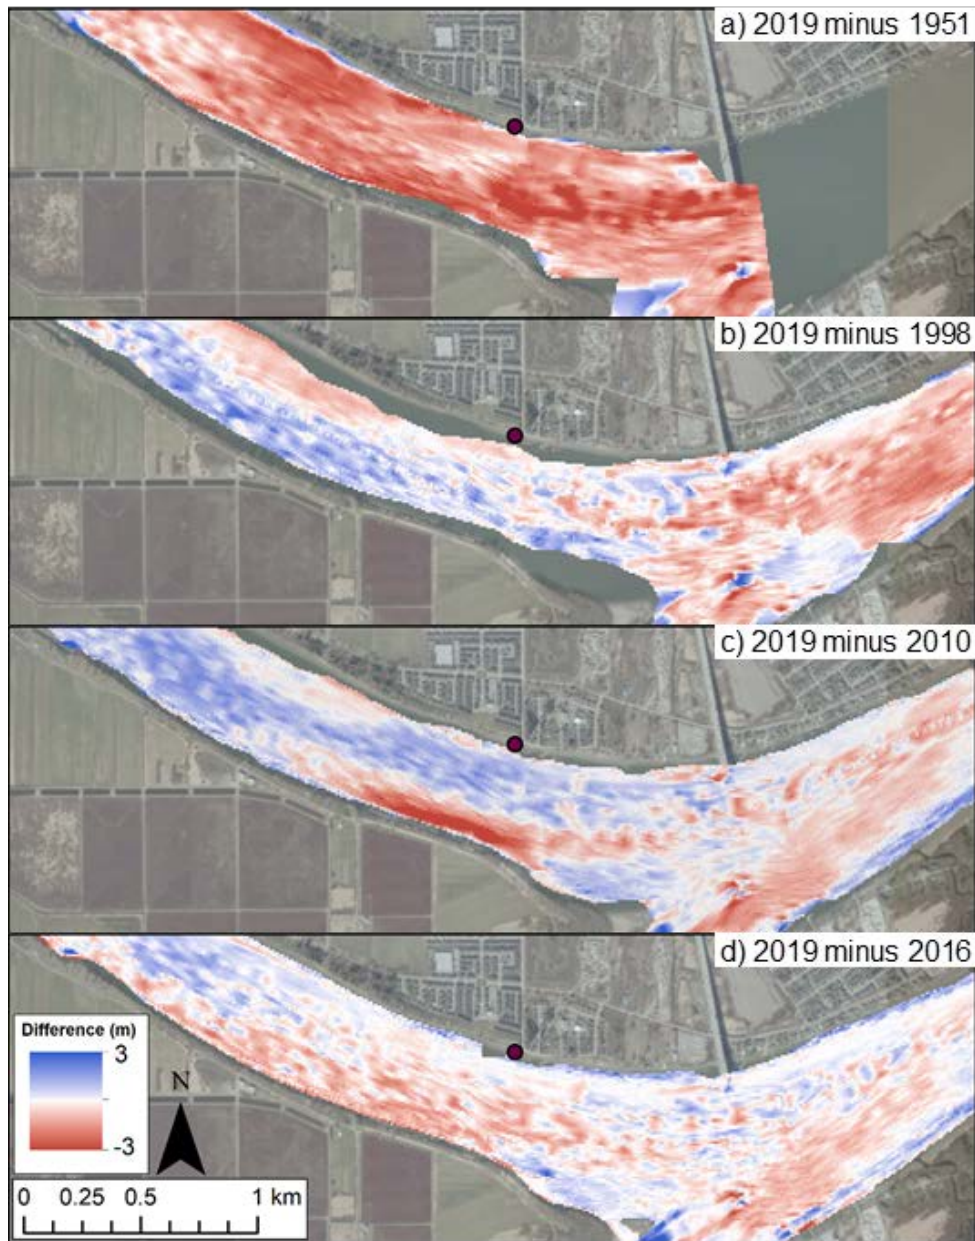 a) 2019 minus 1951
b) 2019 minus 1998
c) 2019 minus 2010
d) 2019 minus 2016
Difference (m)
3
-3
N
0 0.25 0.5 1 km